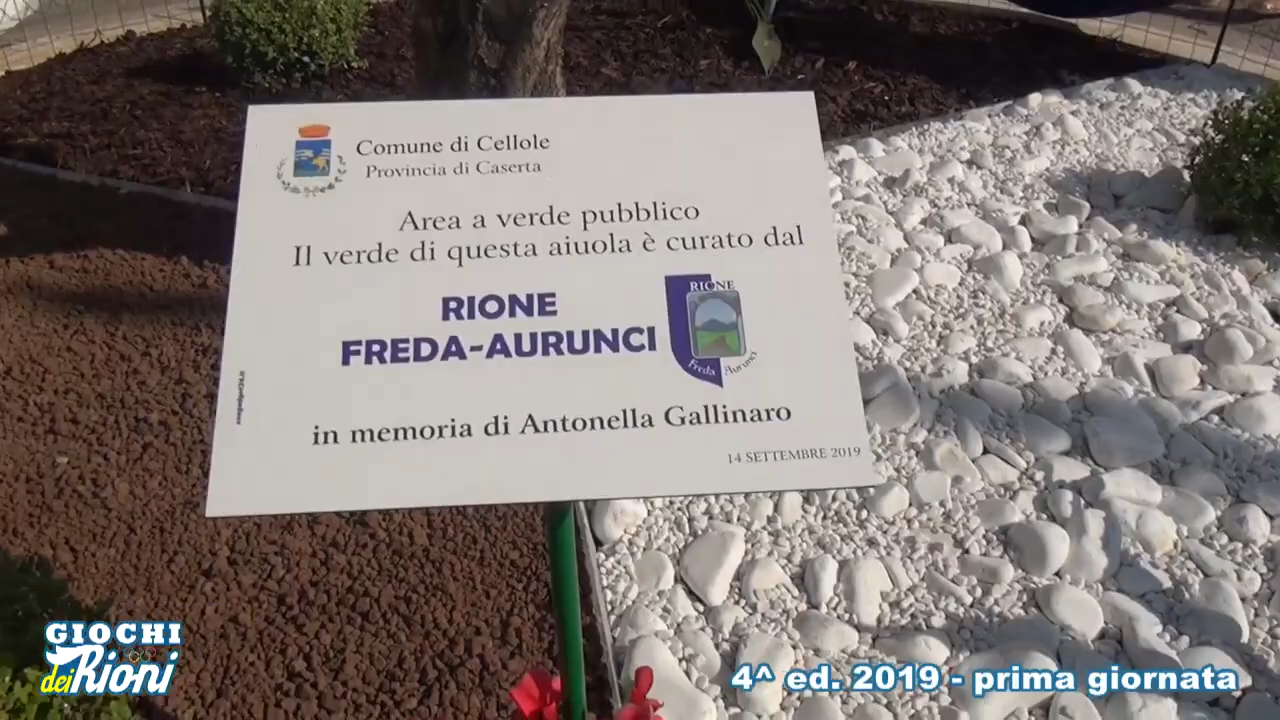 Comune di Cellole
Provincia di Caserta
Area a verde pubblico
Il verde di questa aiuola è curato dal
RIONE
FREDA-AURUNCI
RIONE
Freda Aurunci
in memoria di Antonella Gallinaro
14 SETTEMBRE 2019
GIOCHI
dei Rioni
4^ ed. 2019 - prima giornata